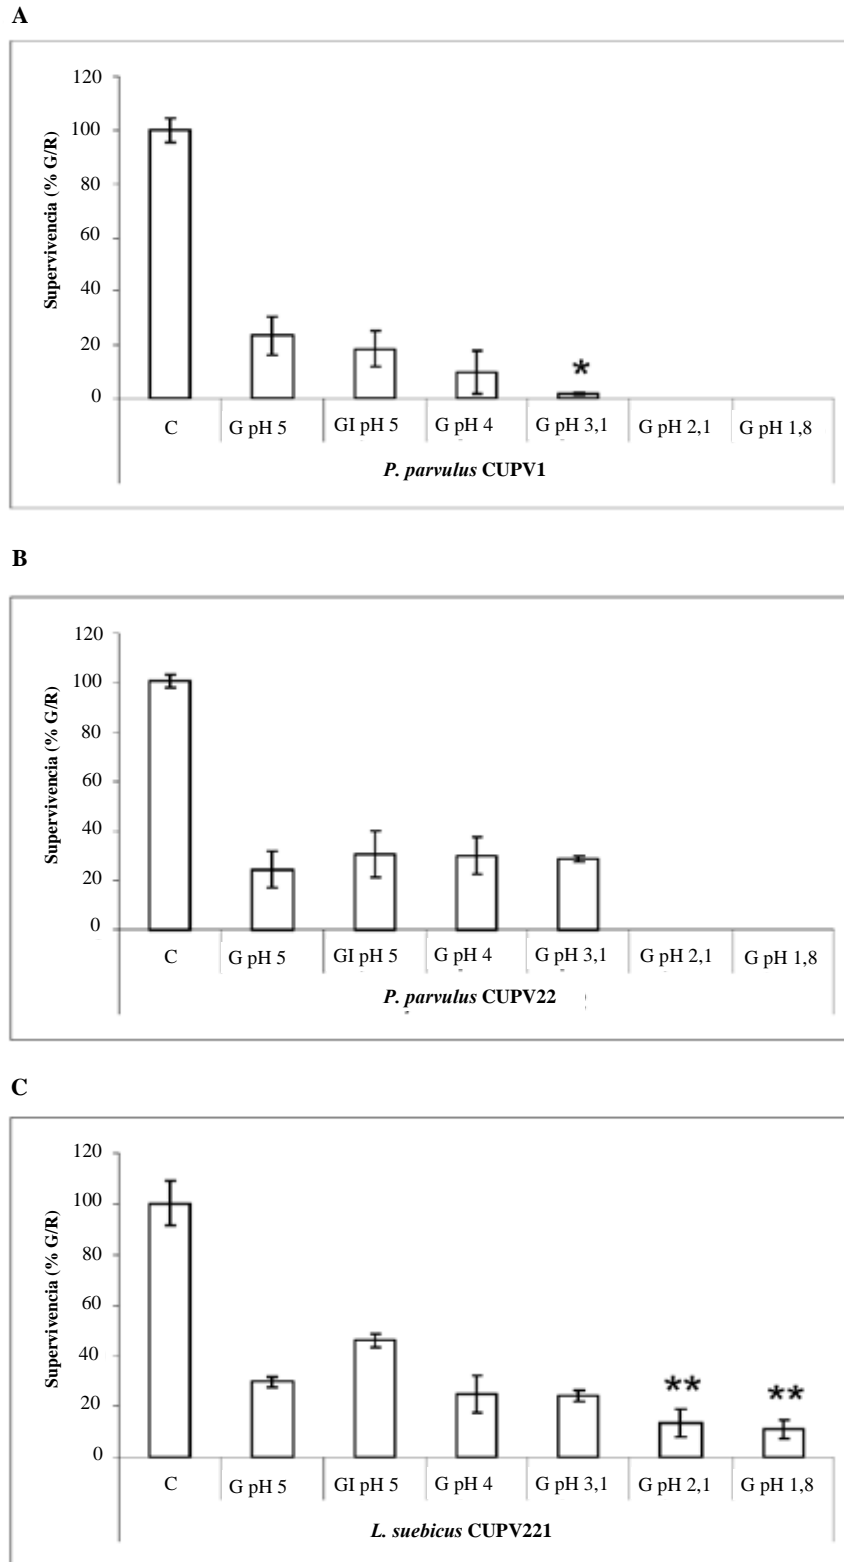 A
120
100
80
60
40
20
0
Supervivencia (% G/R)
*
C G pH 5 GI pH 5 G pH 4 G pH 3,1 G pH 2,1 G pH 1,8
P. parvulus CUPV1
B
120
100
80
60
40
20
0
Supervivencia (% G/R)
C G pH 5 GI pH 5 G pH 4 G pH 3,1 G pH 2,1 G pH 1,8
P. parvulus CUPV22
C
120
100
80
60
40
20
0
Supervivencia (% G/R)
** **
C G pH 5 GI pH 5 G pH 4 G pH 3,1 G pH 2,1 G pH 1,8
L. suebicus CUPV221